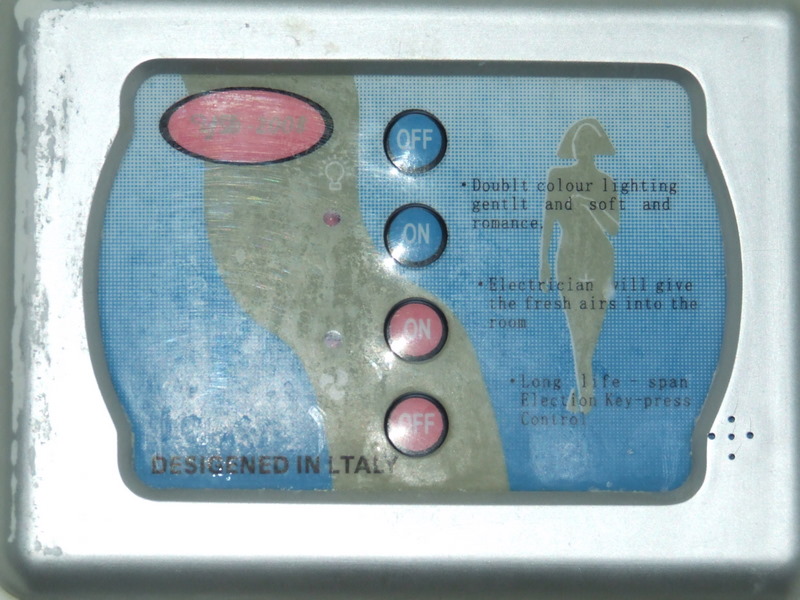 OFF
ON
ON
OFF
• Doublt colour lighting
gentlt and soft and
romance.
• Electrician will give
the fresh airs into the
room
• Long life - span
Election Key-press
Control
DESIGENED IN LTALY